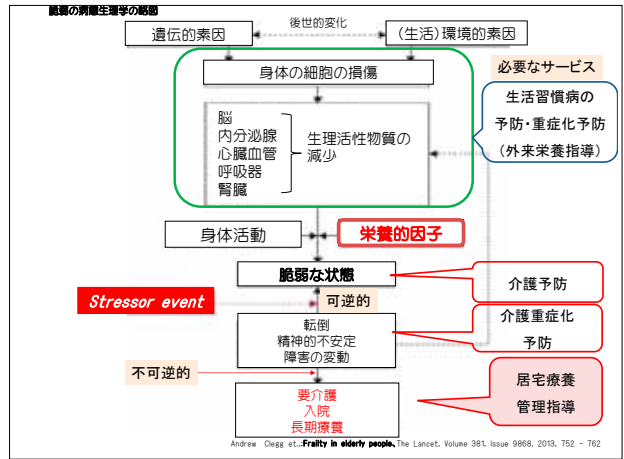 脆弱の病態生理学の略図
遺伝的素因
後世的変化
(生活)環境的素因
身体の細胞の損傷
必要なサービス
生活習慣病の
予防・重症化予防
(外来栄養指導)
脳
内分泌腺
心臓血管
呼吸器
腎臓
生理活性物質の
減少
身体活動
栄養的因子
脆弱な状態
介護予防
Stressor event
可逆的
転倒
精神的不安定
障害の変動
介護重症化
予防
不可逆的
要介護
入院
長期療養
居宅療養
管理指導
Andrew Clegg et.:Frailty in elderly people, The Lancet. Volume 381. Issue 9868. 2013. 752 - 762